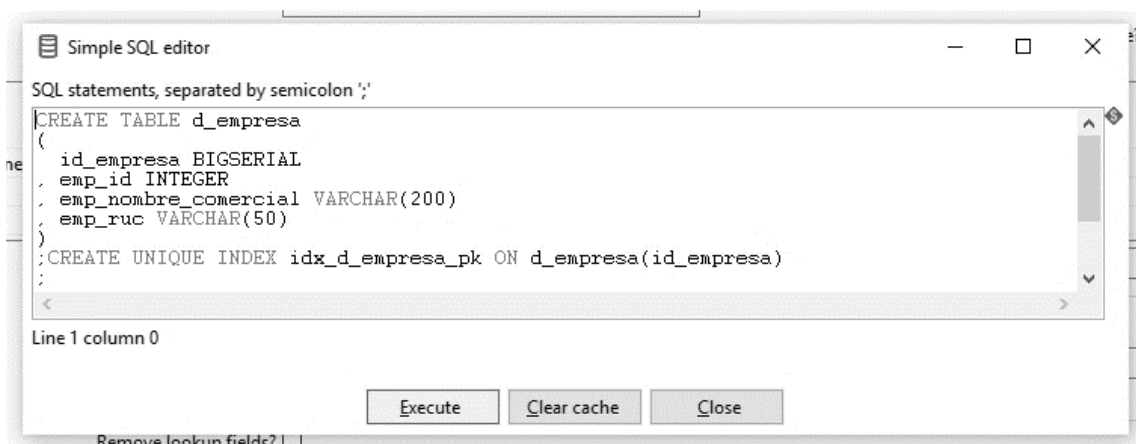 Simple SQL editor
SQL statements, separated by semicolon ';'
CREATE TABLE d_empresa
(
  id_empresa BIGSERIAL
, emp_id INTEGER
, emp_nombre_comercial VARCHAR(200)
, emp_ruc VARCHAR(50)
)
;CREATE UNIQUE INDEX idx_d_empresa_pk ON d_empresa(id_empresa)
;
Line 1 column 0
Execute Clear cache Close
Remove lookup fields?